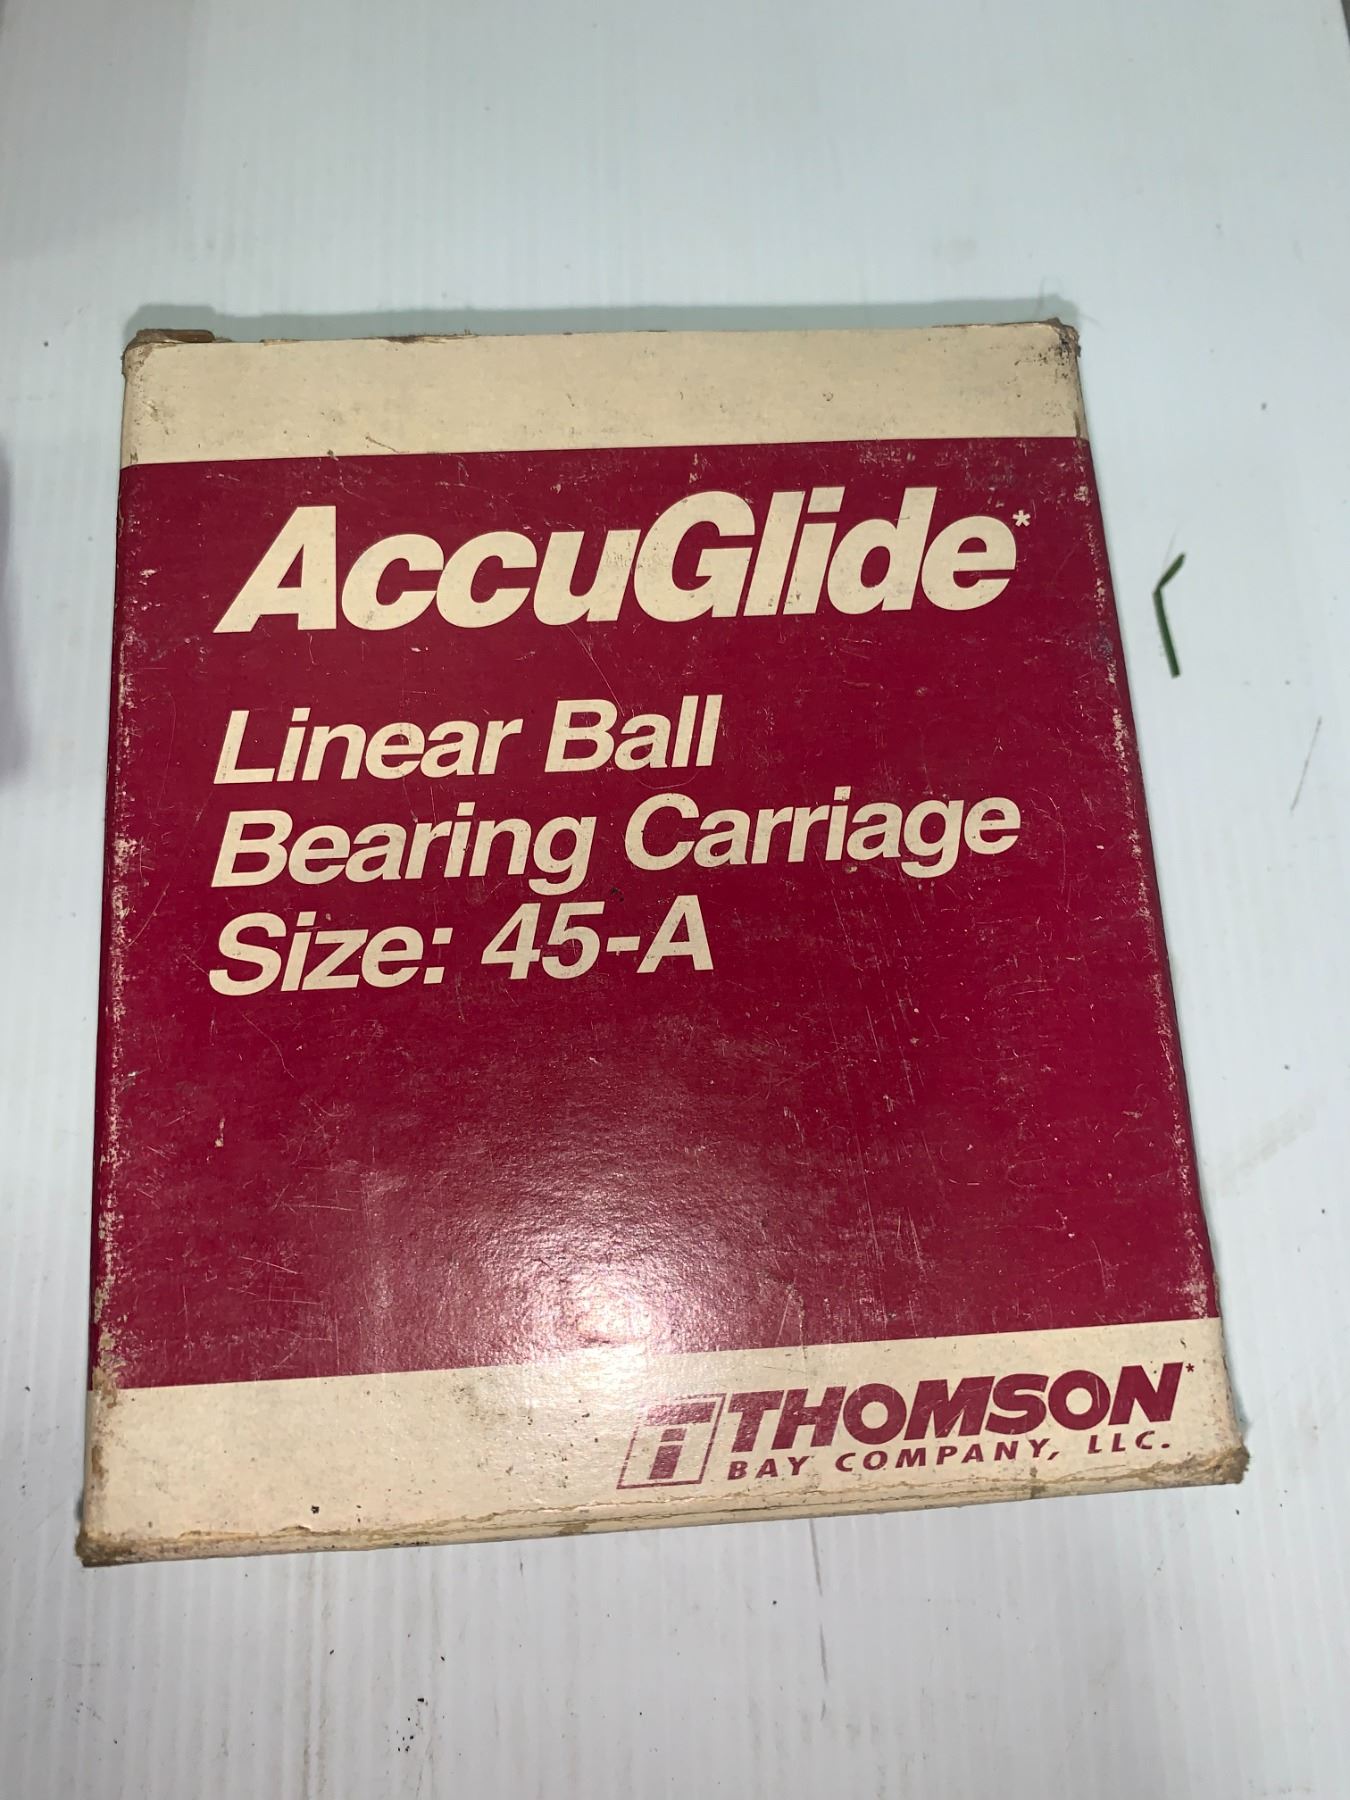 AccuGlide*
Linear Ball
Bearing Carriage
Size: 45-A
THOMSON*
BAY COMPANY, LLC.